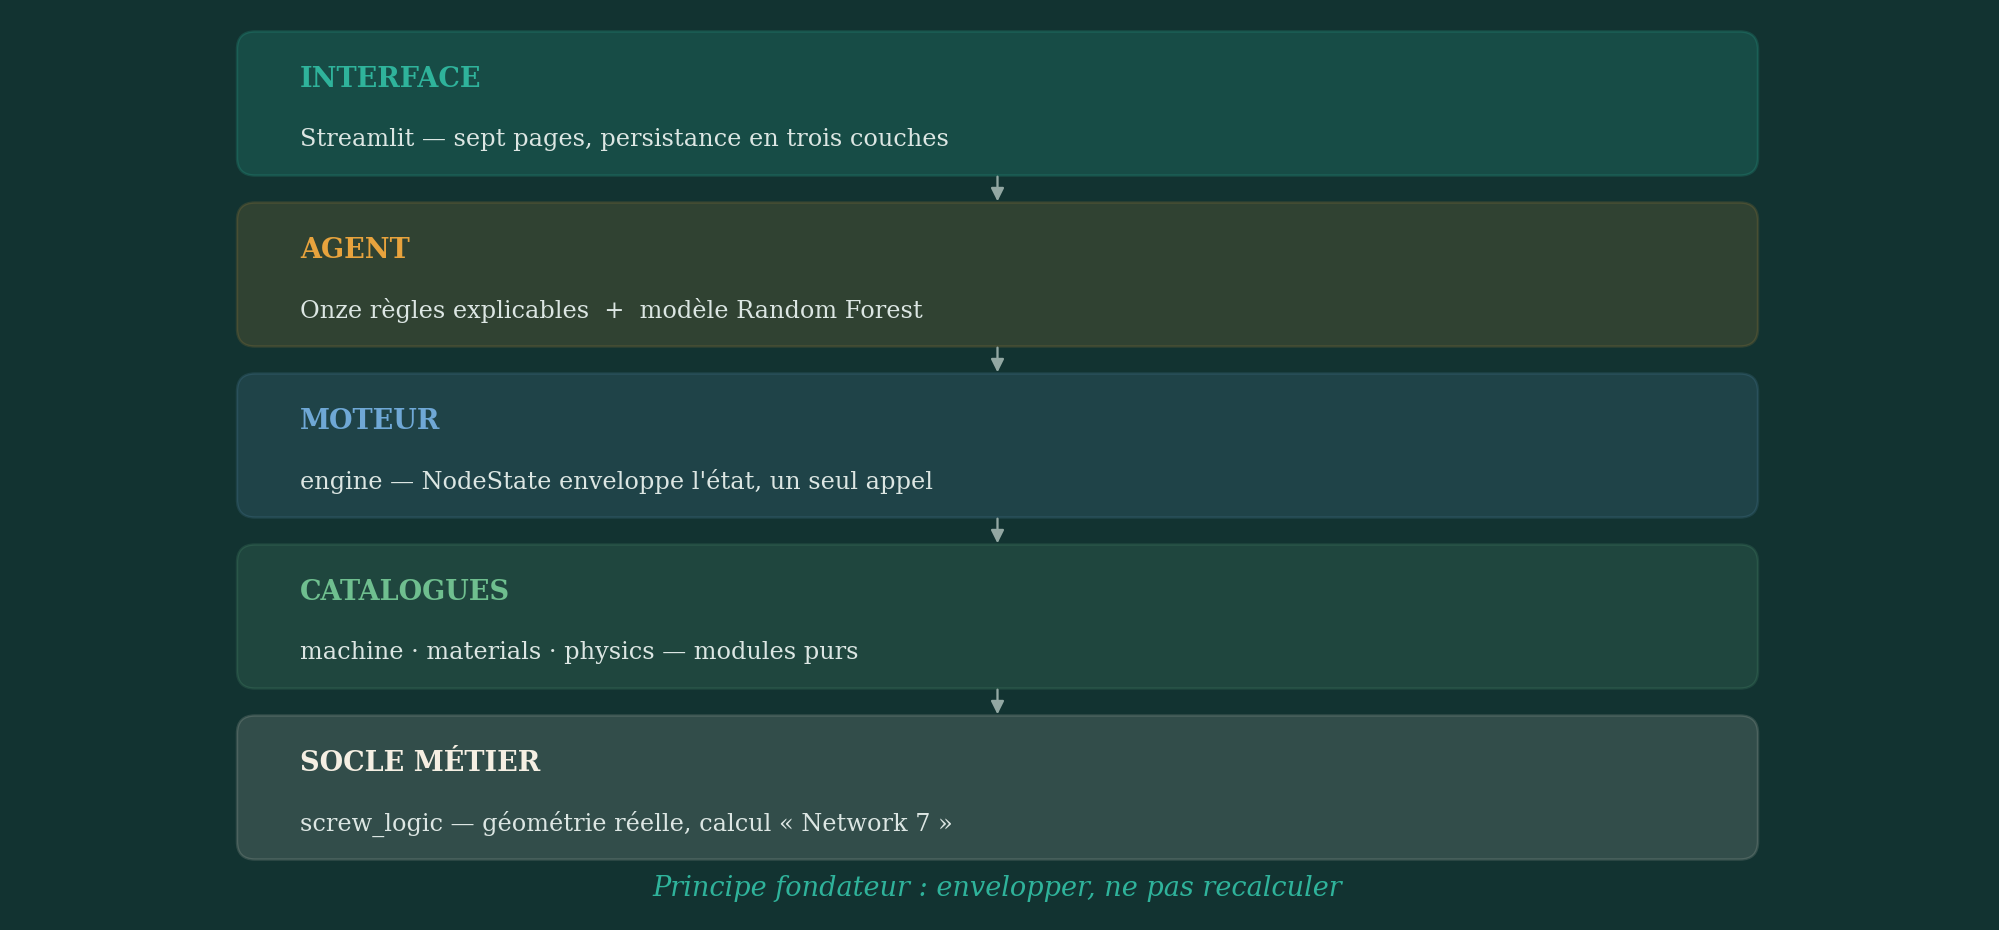 INTERFACE
Streamlit — sept pages, persistance en trois couches
AGENT
Onze règles explicables + modèle Random Forest
MOTEUR
engine — NodeState enveloppe l'état, un seul appel
CATALOGUES
machine · materials · physics — modules purs
SOCLE MÉTIER
screw_logic — géométrie réelle, calcul « Network 7 »
Principe fondateur : envelopper, ne pas recalculer